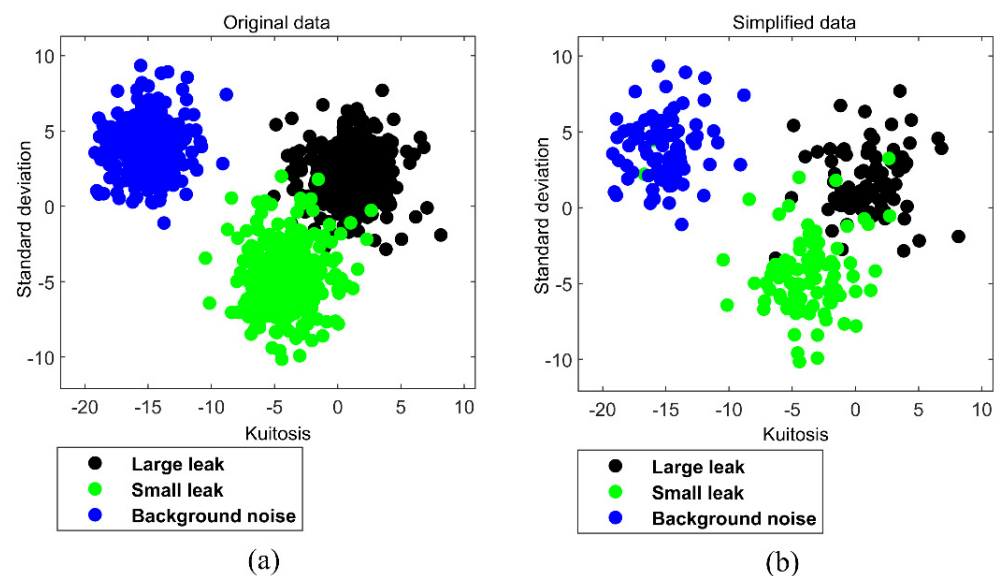 Original data
10
5
0
-5
-10
Standard deviation
-20 -15 -10 -5 0 5 10
Kuitosis
Large leak
Small leak
Background noise
(a)
Simplified data
10
5
0
-5
-10
Standard deviation
-20 -15 -10 -5 0 5 10
Kuitosis
Large leak
Small leak
Background noise
(b)